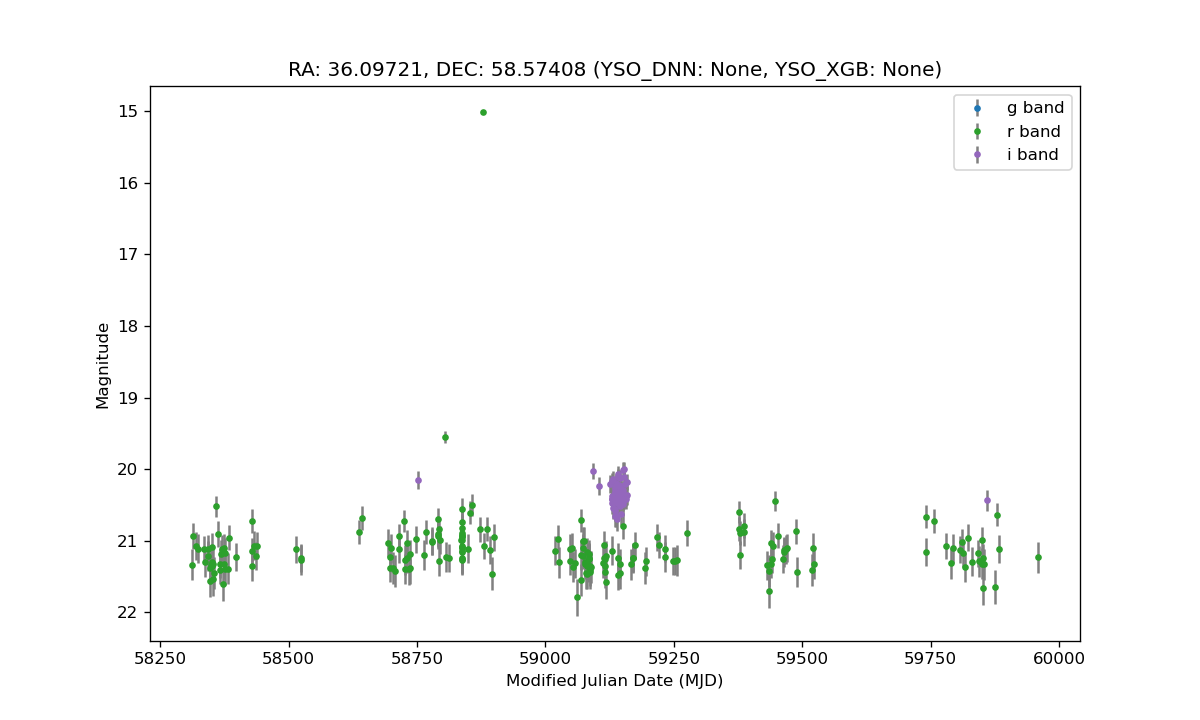 RA: 36.09721, DEC: 58.57408 (YSO_DNN: None, YSO_XGB: None)
g band
r band
i band
15
16
17
18
19
20
21
22
Magnitude
58250 58500 58750 59000 59250 59500 59750 60000
Modified Julian Date (MJD)